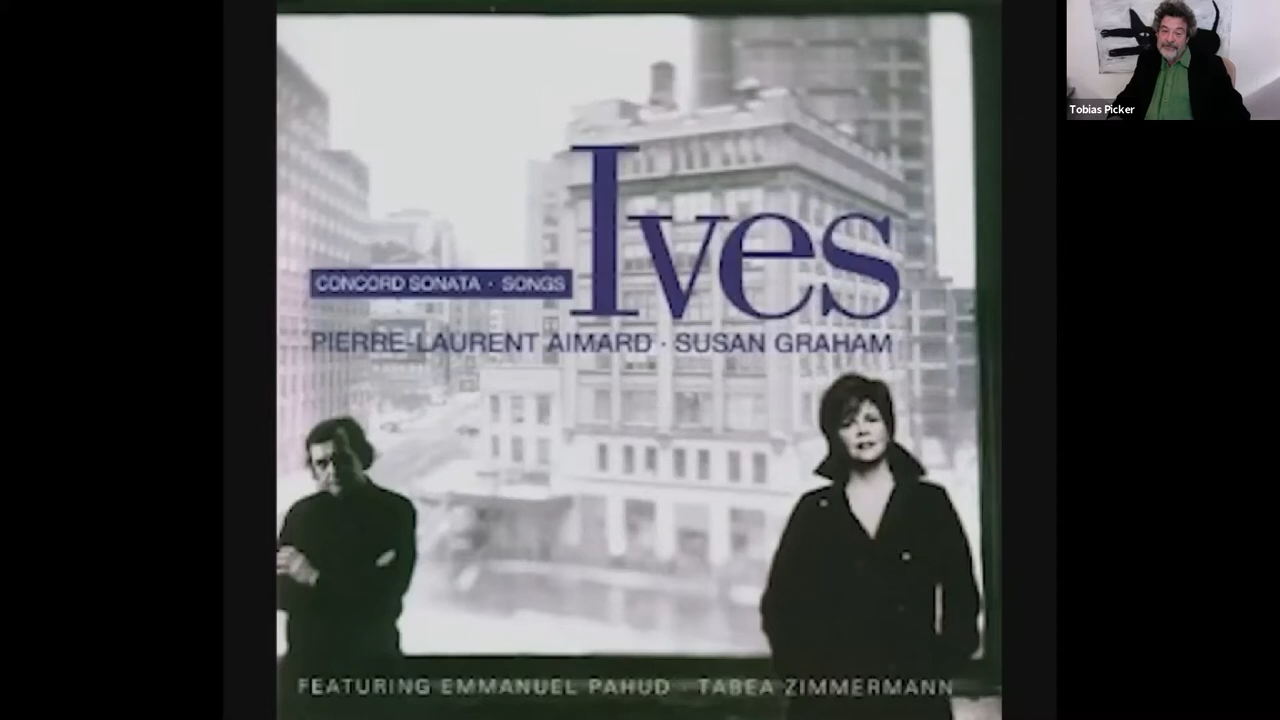 Ives
CONCORD SONATA · SONGS
PIERRE-LAURENT AIMARD · SUSAN GRAHAM
FEATURING EMMANUEL PAHUD · TABEA ZIMMERMANN
Tobias Picker